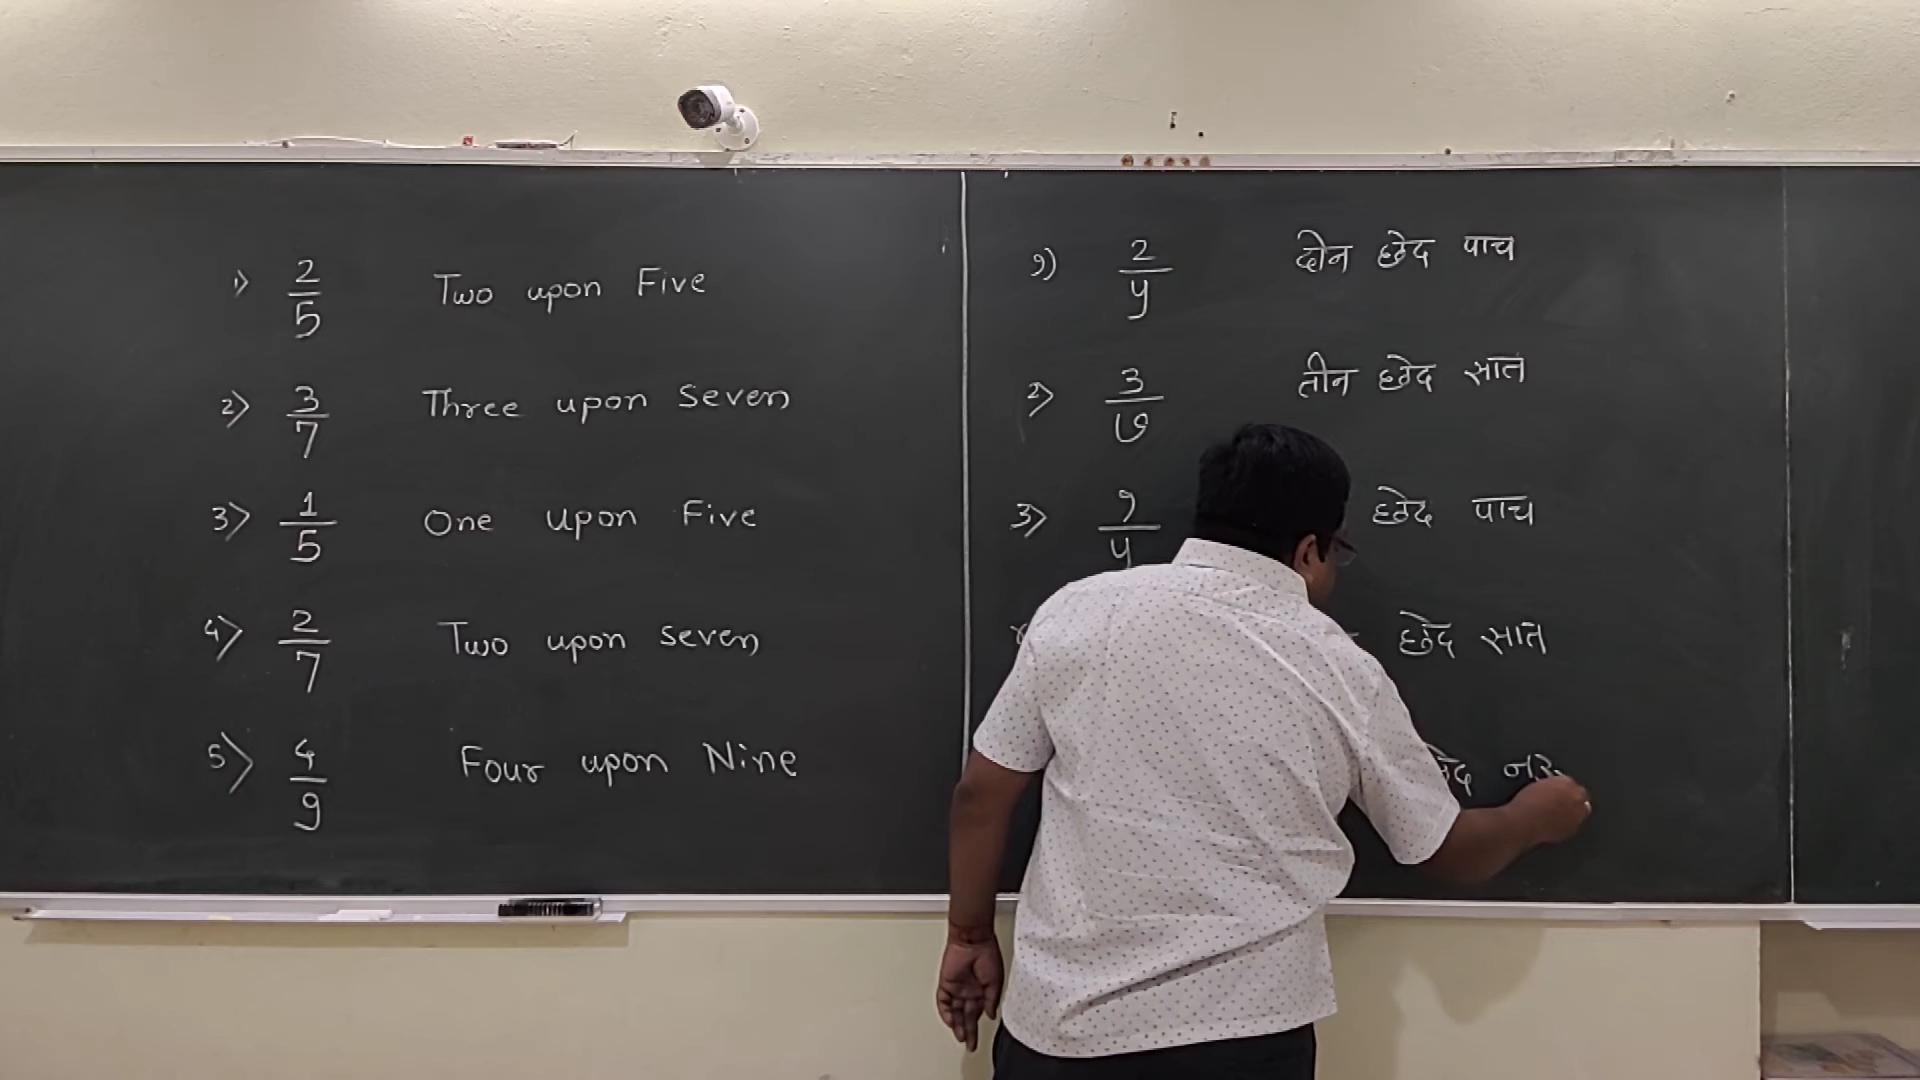 1) 2/5 Two upon Five
2) 3/7 Three upon Seven
3) 1/5 One upon Five
4) 2/7 Two upon Seven
5) 4/9 Four upon Nine
१) २/५ दोन छेद पाच
२) ३/७ तीन छेद सात
३) १/५ छेद पाच
छेद सात